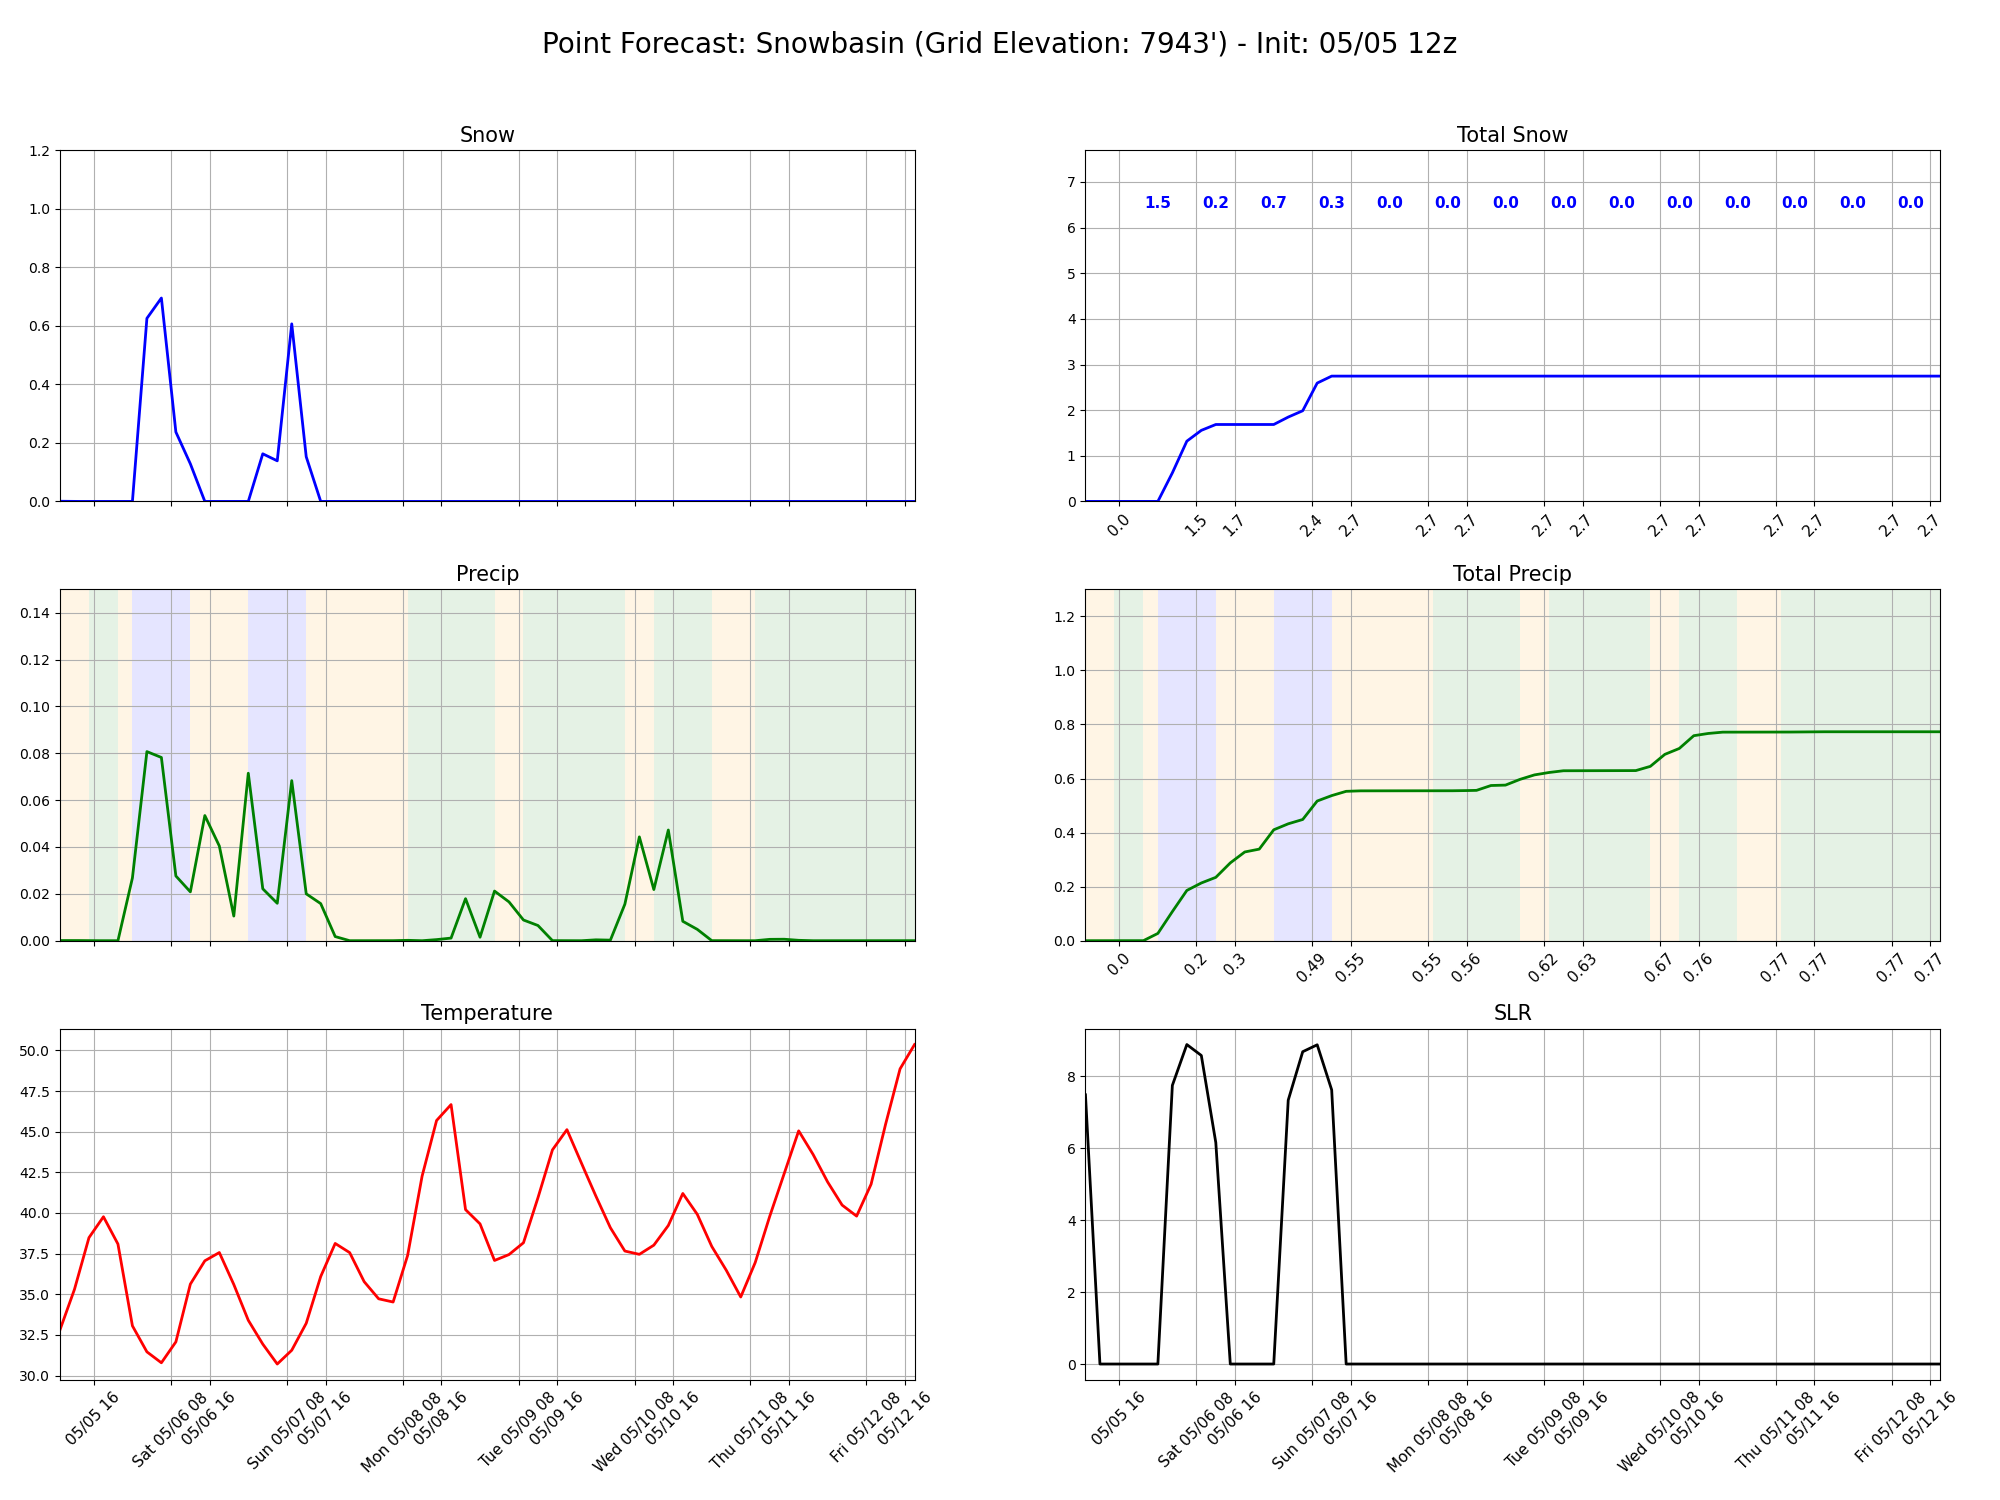 Point Forecast: Snowbasin (Grid Elevation: 7943') - Init: 05/05 12z
Snow
1.2
1.0
0.8
0.6
0.4
0.2
0.0
Total Snow
7
6
5
4
3
2
1
0
1.5 0.2 0.7 0.3 0.0 0.0 0.0 0.0 0.0 0.0 0.0 0.0 0.0 0.0
0.0 1.5 1.7 2.4 2.7 2.7 2.7 2.7 2.7 2.7 2.7 2.7 2.7 2.7 2.7
Precip
0.14
0.12
0.10
0.08
0.06
0.04
0.02
0.00
Total Precip
1.2
1.0
0.8
0.6
0.4
0.2
0.0
0.0 0.2 0.3 0.49 0.55 0.55 0.56 0.62 0.63 0.67 0.76 0.77 0.77 0.77 0.77
Temperature
50.0
47.5
45.0
42.5
40.0
37.5
35.0
32.5
30.0
05/05 16
Sat 05/06 08
05/06 16
Sun 05/07 08
05/07 16
Mon 05/08 08
05/08 16
Tue 05/09 08
05/09 16
Wed 05/10 08
05/10 16
Thu 05/11 08
05/11 16
Fri 05/12 08
05/12 16
SLR
8
6
4
2
0
05/05 16
Sat 05/06 08
05/06 16
Sun 05/07 08
05/07 16
Mon 05/08 08
05/08 16
Tue 05/09 08
05/09 16
Wed 05/10 08
05/10 16
Thu 05/11 08
05/11 16
Fri 05/12 08
05/12 16